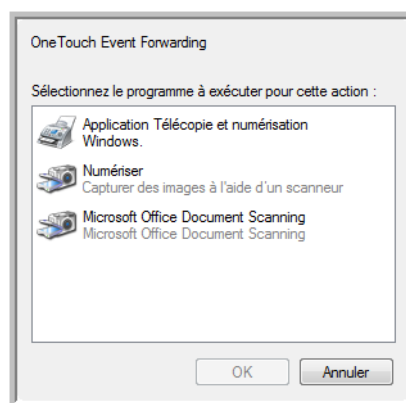 OneTouch Event Forwarding
Sélectionnez le programme à exécuter pour cette action :
Application Télécopie et numérisation
Windows.
Numériser
Capturer des images à l'aide d'un scanneur
Microsoft Office Document Scanning
Microsoft Office Document Scanning
OK
Annuler